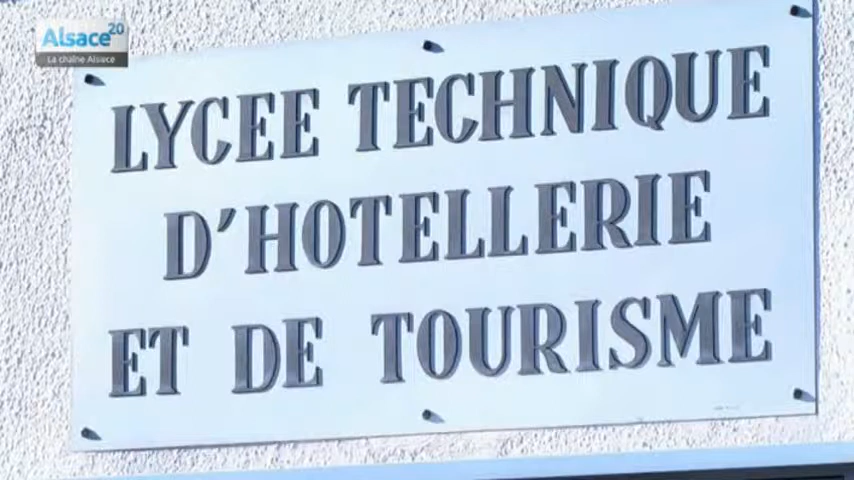 Alsace20
La chaîne Alsace
LYCEE TECHNIQUE
D'HOTELLERIE
ET DE TOURISME